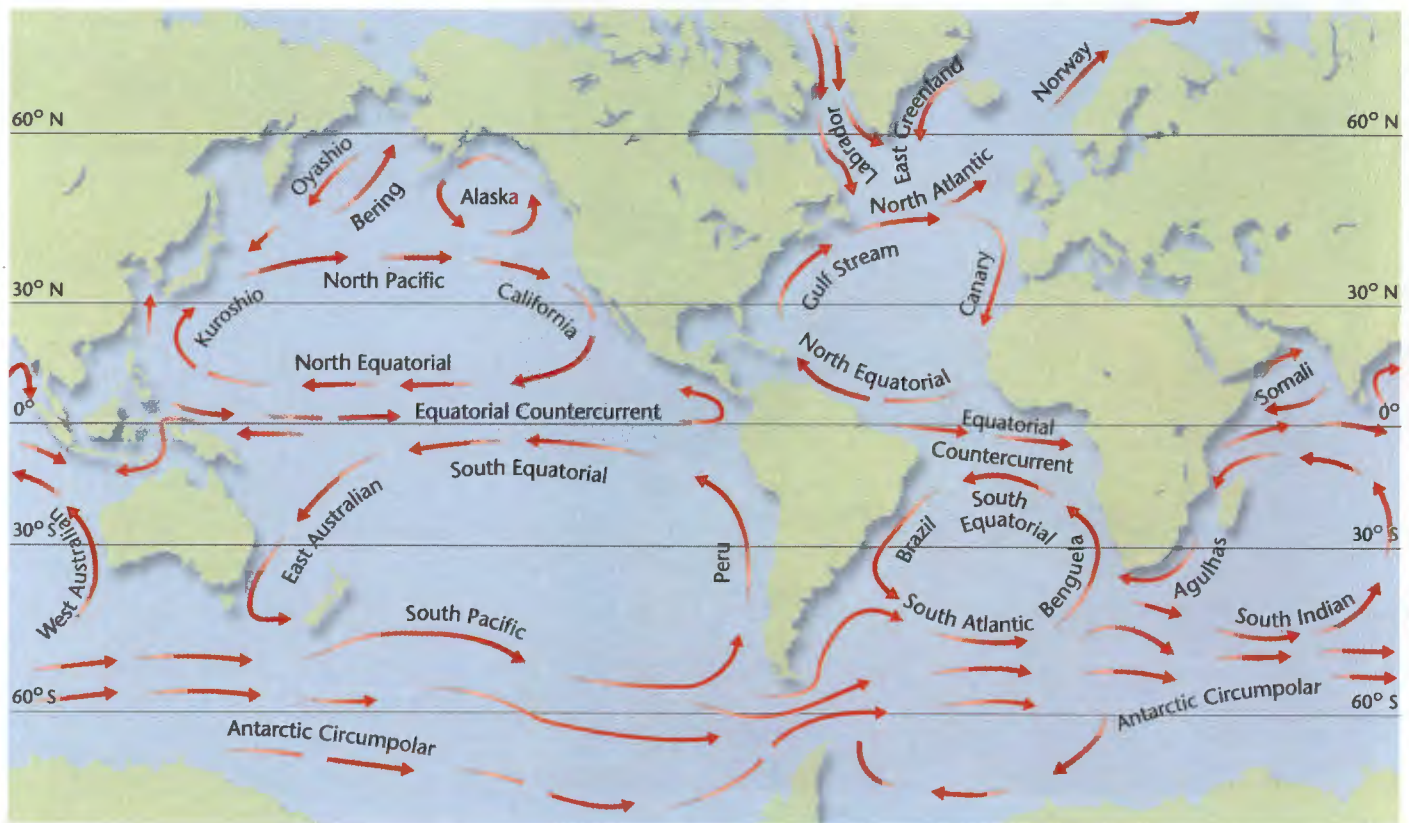 Norway
60° N
60° N
Labrador
East Greenland
Oyashio
Bering
Alaska
North Atlantic
Gulf Stream
Canary
North Pacific
30° N
30° N
Kuroshio
California
North Equatorial
North Equatorial
Somali
0°
0°
Equatorial Countercurrent
Equatorial
Countercurrent
South Equatorial
South
Equatorial
East Australian
West Australian
30° S
30° S
Peru
Brazil
Benguela
Agulhas
South Pacific
South Atlantic
South Indian
60° S
60° S
Antarctic Circumpolar
Antarctic Circumpolar